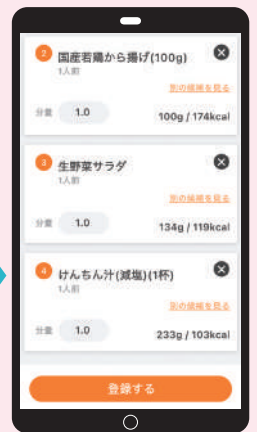 2 国産若鶏から揚げ(100g)
1人前
別の候補を見る
分量 1.0 100g / 174kcal
3 生野菜サラダ
1人前
別の候補を見る
分量 1.0 134g / 119kcal
4 けんちん汁(減塩)(1杯)
1人前
別の候補を見る
分量 1.0 233g / 103kcal
登録する